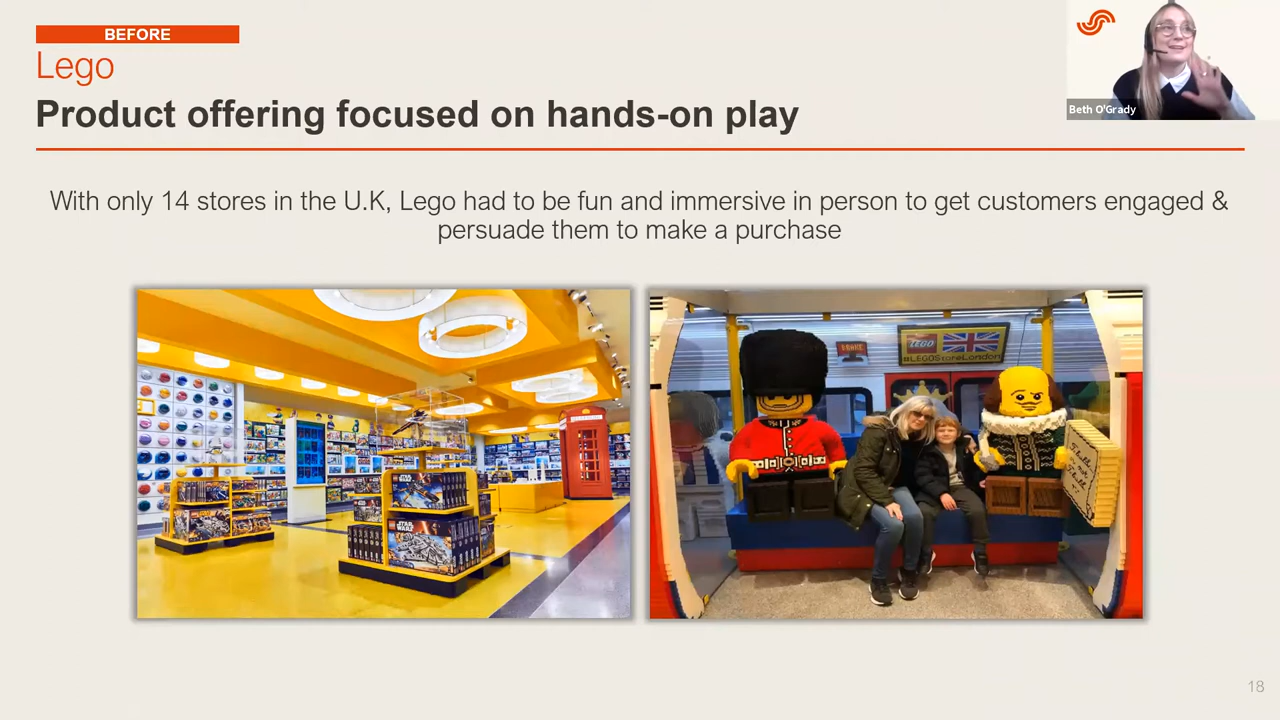 BEFORE
Lego
Product offering focused on hands-on play
Beth O'Grady
With only 14 stores in the U.K, Lego had to be fun and immersive in person to get customers engaged &
persuade them to make a purchase
STAR
WARS
LEGO
#LEGOStoreLondon
18